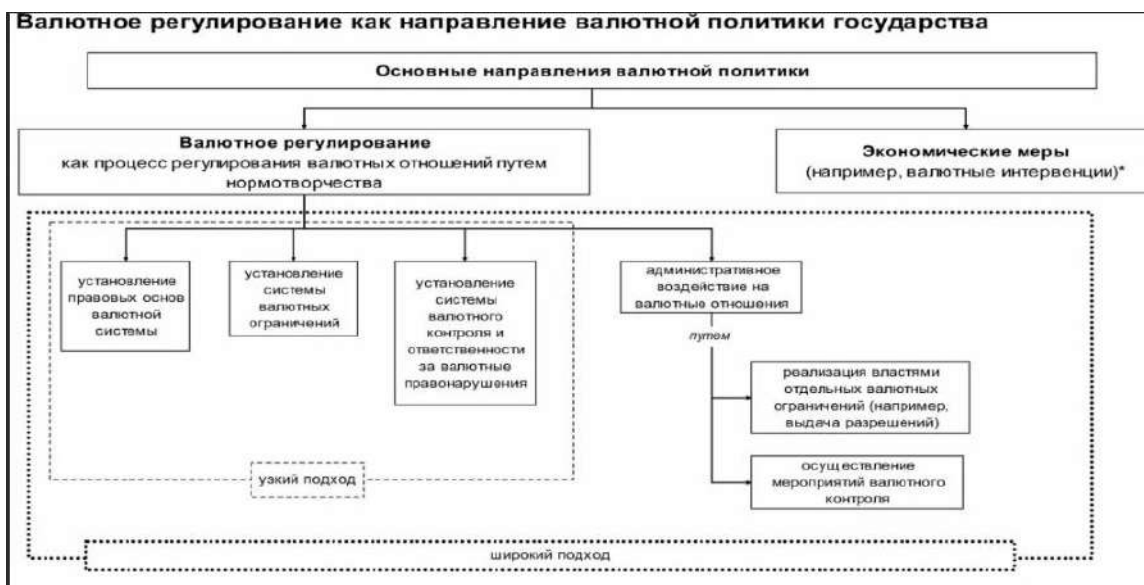 Валютное регулирование как направление валютной политики государства
Основные направления валютной политики
Валютное регулирование
как процесс регулирования валютных отношений путем
нормотворчества
Экономические меры
(например, валютные интервенции)*
установление
правовых основ
валютной
системы
установление
системы
валютных
ограничений
установление
системы
валютного
контроля и
ответственности
за валютные
правонарушения
административное
воздействие на
валютные отношения
путем
реализация властями
отдельных валютных
ограничений (например,
выдача разрешений)
осуществление
мероприятий валютного
контроля
узкий подход
широкий подход